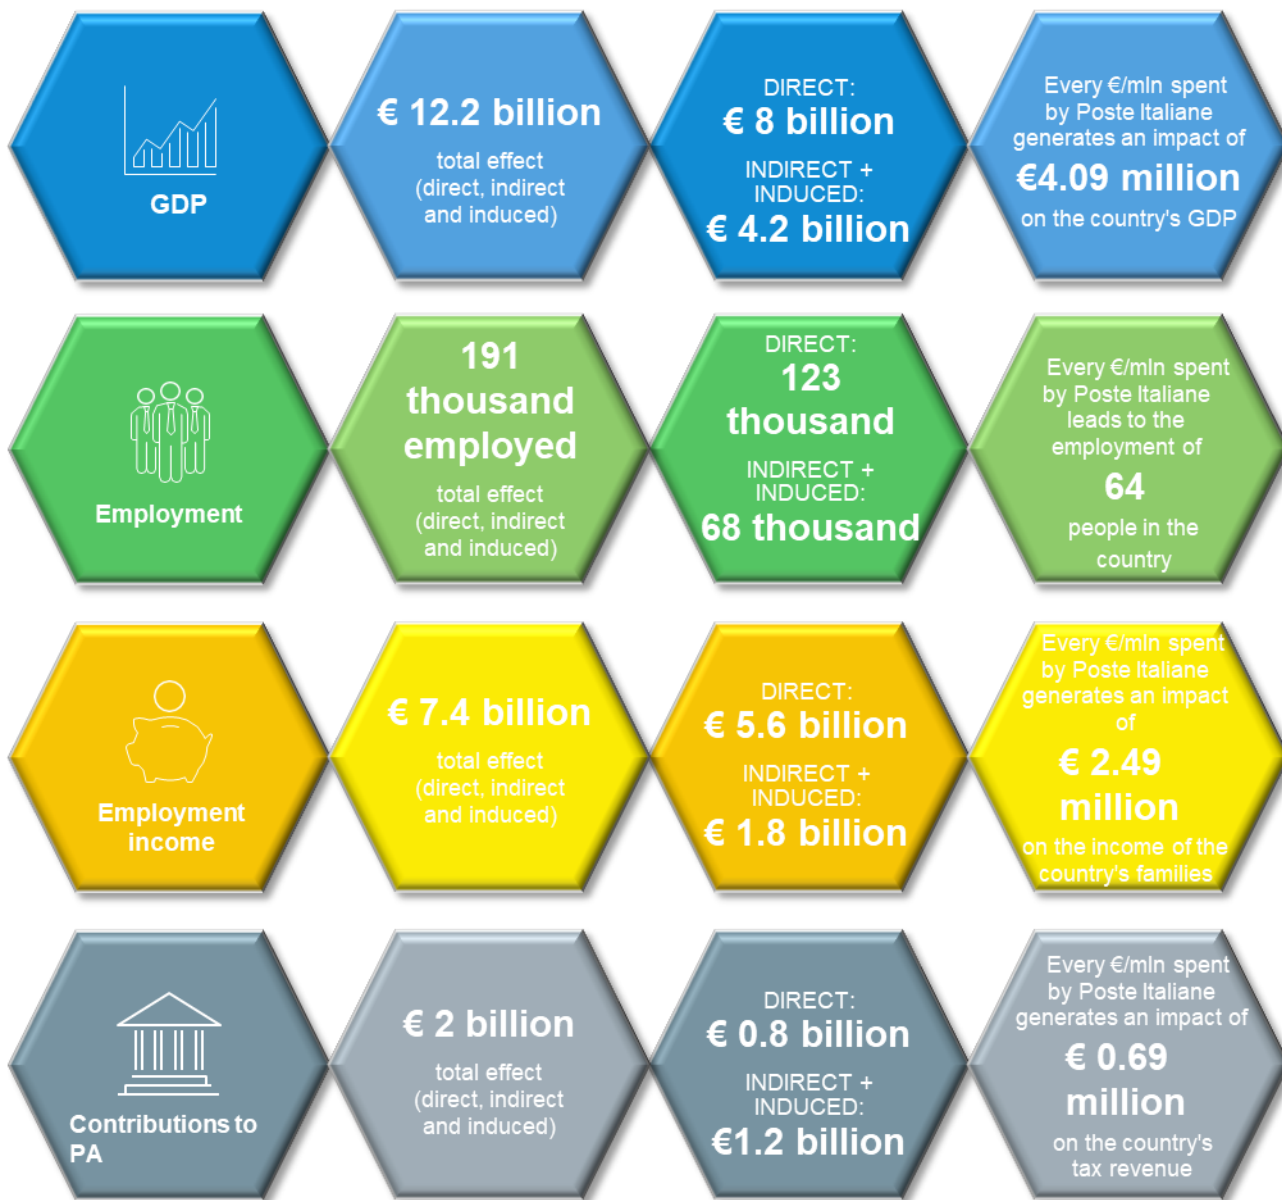 GDP
€ 12.2 billion
total effect
(direct, indirect
and induced)
DIRECT:
€ 8 billion
INDIRECT +
INDUCED:
€ 4.2 billion
Every €/mln spent
by Poste Italiane
generates an impact of
€4.09 million
on the country's GDP
Employment
191
thousand
employed
total effect
(direct, indirect
and induced)
DIRECT:
123
thousand
INDIRECT +
INDUCED:
68 thousand
Every €/mln spent
by Poste Italiane
leads to the
employment of
64
people in the
country
Employment
income
€ 7.4 billion
total effect
(direct, indirect
and induced)
DIRECT:
€ 5.6 billion
INDIRECT +
INDUCED:
€ 1.8 billion
Every €/mln spent
by Poste Italiane
generates an impact
of
€ 2.49
million
on the income of the
country's families
Contributions to
PA
€ 2 billion
total effect
(direct, indirect
and induced)
DIRECT:
€ 0.8 billion
INDIRECT +
INDUCED:
€1.2 billion
Every €/mln spent
by Poste Italiane
generates an impact of
€ 0.69
million
on the country's
tax revenue